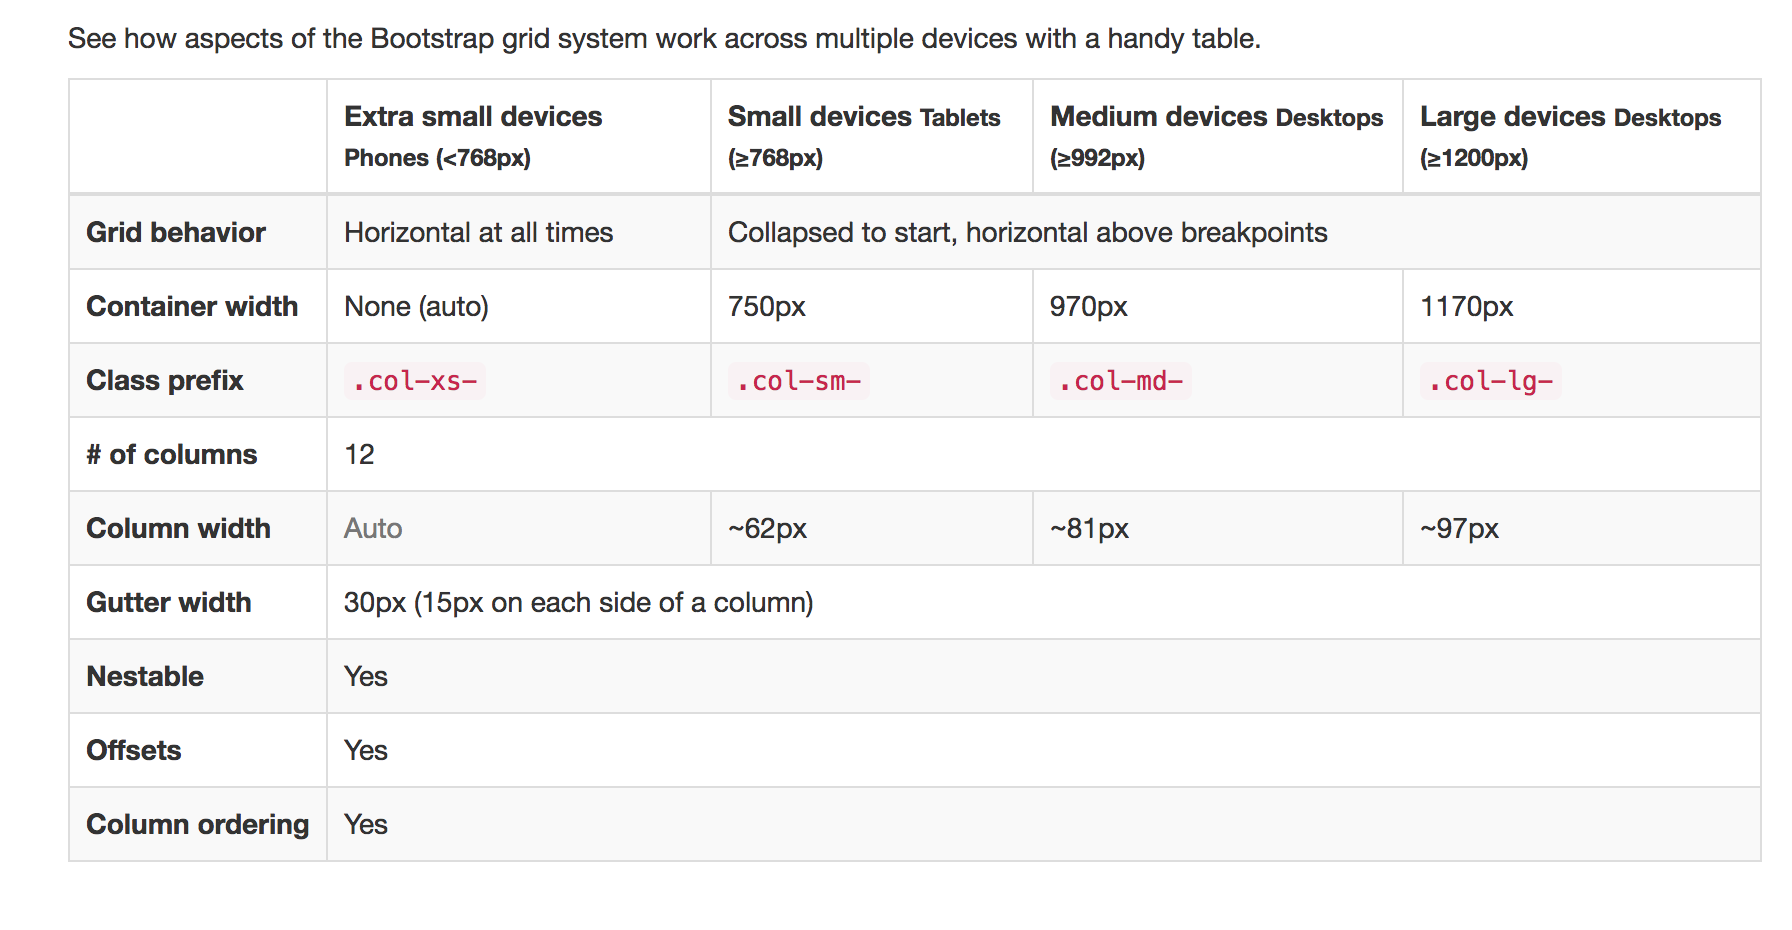 See how aspects of the Bootstrap grid system work across multiple devices with a handy table.
Extra small devices Small devices Tablets Medium devices Desktops Large devices Desktops
Phones (<768px) (≥768px) (≥992px) (≥1200px)
Grid behavior Horizontal at all times Collapsed to start, horizontal above breakpoints
Container width None (auto) 750px 970px 1170px
Class prefix .col-xs- .col-sm- .col-md- .col-lg-
# of columns 12
Column width Auto ~62px ~81px ~97px
Gutter width 30px (15px on each side of a column)
Nestable Yes
Offsets Yes
Column ordering Yes